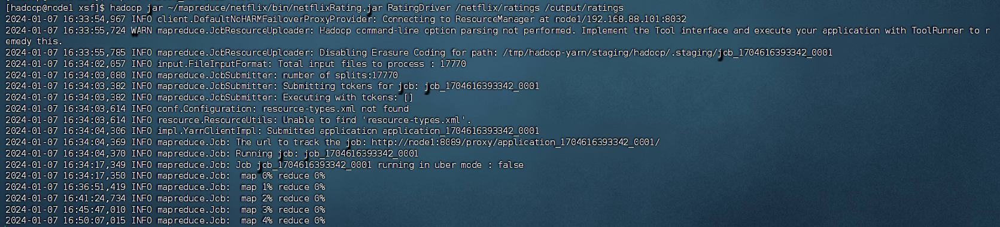 [hadoop@node1 xsf]$ hadoop jar ~/mapreduce/netflix/bin/netflixRating.jar RatingDriver /netflix/ratings /output/ratings
2024-01-07 16:33:54,967 INFO client.DefaultNoHARMFailoverProxyProvider: Connecting to ResourceManager at node1/192.168.88.101:8032
2024-01-07 16:33:55,724 WARN mapreduce.JobResourceUploader: Hadoop command-line option parsing not performed. Implement the Tool interface and execute your application with ToolRunner to r
emedy this.
2024-01-07 16:33:55,785 INFO mapreduce.JobResourceUploader: Disabling Erasure Coding for path: /tmp/hadoop-yarn/staging/hadoop/.staging/job_1704616393342_0001
2024-01-07 16:34:02,057 INFO input.FileInputFormat: Total input files to process : 17770
2024-01-07 16:34:03,080 INFO mapreduce.JobSubmitter: number of splits:17770
2024-01-07 16:34:03,382 INFO mapreduce.JobSubmitter: Submitting tokens for job: job_1704616393342_0001
2024-01-07 16:34:03,382 INFO mapreduce.JobSubmitter: Executing with tokens: []
2024-01-07 16:34:03,614 INFO conf.Configuration: resource-types.xml not found
2024-01-07 16:34:03,614 INFO resource.ResourceUtils: Unable to find 'resource-types.xml'.
2024-01-07 16:34:04,306 INFO impl.YarnClientImpl: Submitted application application_1704616393342_0001
2024-01-07 16:34:04,369 INFO mapreduce.Job: The url to track the job: http://node1:8089/proxy/application_1704616393342_0001/
2024-01-07 16:34:04,370 INFO mapreduce.Job: Running job: job_1704616393342_0001
2024-01-07 16:34:17,349 INFO mapreduce.Job: Job job_1704616393342_0001 running in uber mode : false
2024-01-07 16:34:17,350 INFO mapreduce.Job:  map 0% reduce 0%
2024-01-07 16:36:51,419 INFO mapreduce.Job:  map 1% reduce 0%
2024-01-07 16:41:24,734 INFO mapreduce.Job:  map 2% reduce 0%
2024-01-07 16:45:47,010 INFO mapreduce.Job:  map 3% reduce 0%
2024-01-07 16:50:07,015 INFO mapreduce.Job:  map 4% reduce 0%